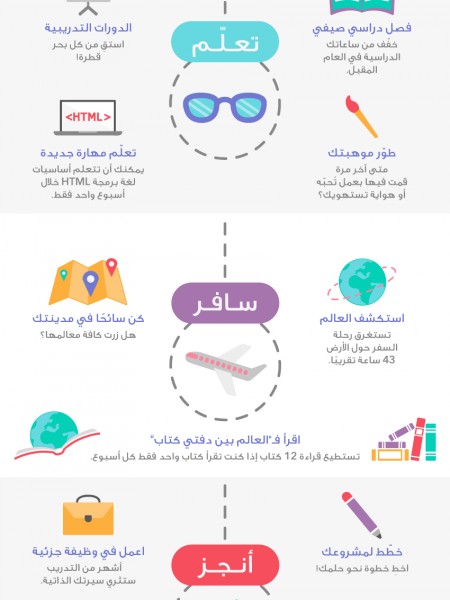 فصل دراسي صيفي
خفّف من ساعاتك
الدراسية في العام
المقبل.
تعلّم
الدورات التدريبية
استقِ من كل بحر
قطرة!
طوّر موهبتك
متى آخر مرة
قمت فيها بعمل تُحبّه
أو هواية تستهويك؟
<HTML>
تعلّم مهارة جديدة
يمكنك أن تتعلم أساسيات
لغة برمجة HTML خلال
أسبوع واحد فقط.
سافر
استكشف العالم
تستغرق رحلة
السفر حول الأرض
43 ساعة تقريبًا.
كن سائحًا في مدينتك
هل زرت كافة معالمها؟
اقرأ فـ"العالم بين دفتي كتاب"
تستطيع قراءة 12 كتاب إذا كنت تقرأ كتاب واحد فقط كل أسبوع.
أنجز
خطّط لمشروعك
اخطِ خطوة نحو حلمك!
اعمل في وظيفة جزئية
أشهر من التدريب
ستثري سيرتك الذاتية.